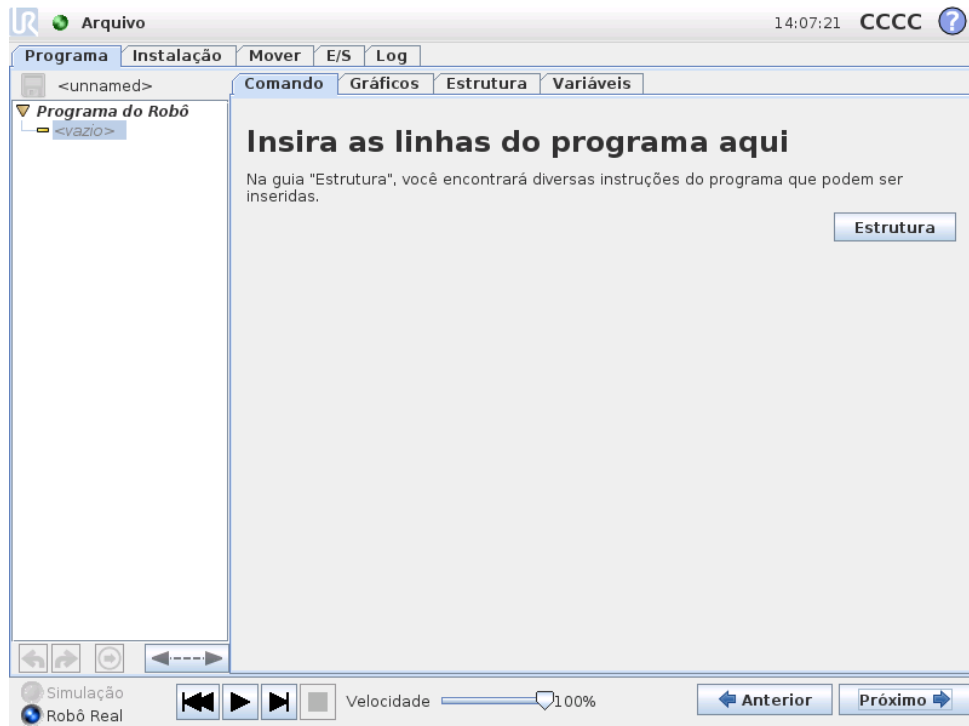 UR Arquivo 14:07:21 CCCC ?
Programa Instalação Mover E/S Log
<unnamed>
Comando Gráficos Estrutura Variáveis
Programa do Robô
<vazio>
Insira as linhas do programa aqui
Na guia "Estrutura", você encontrará diversas instruções do programa que podem ser
inseridas.
Estrutura
Simulação
Robô Real
Velocidade 100%
Anterior Próximo